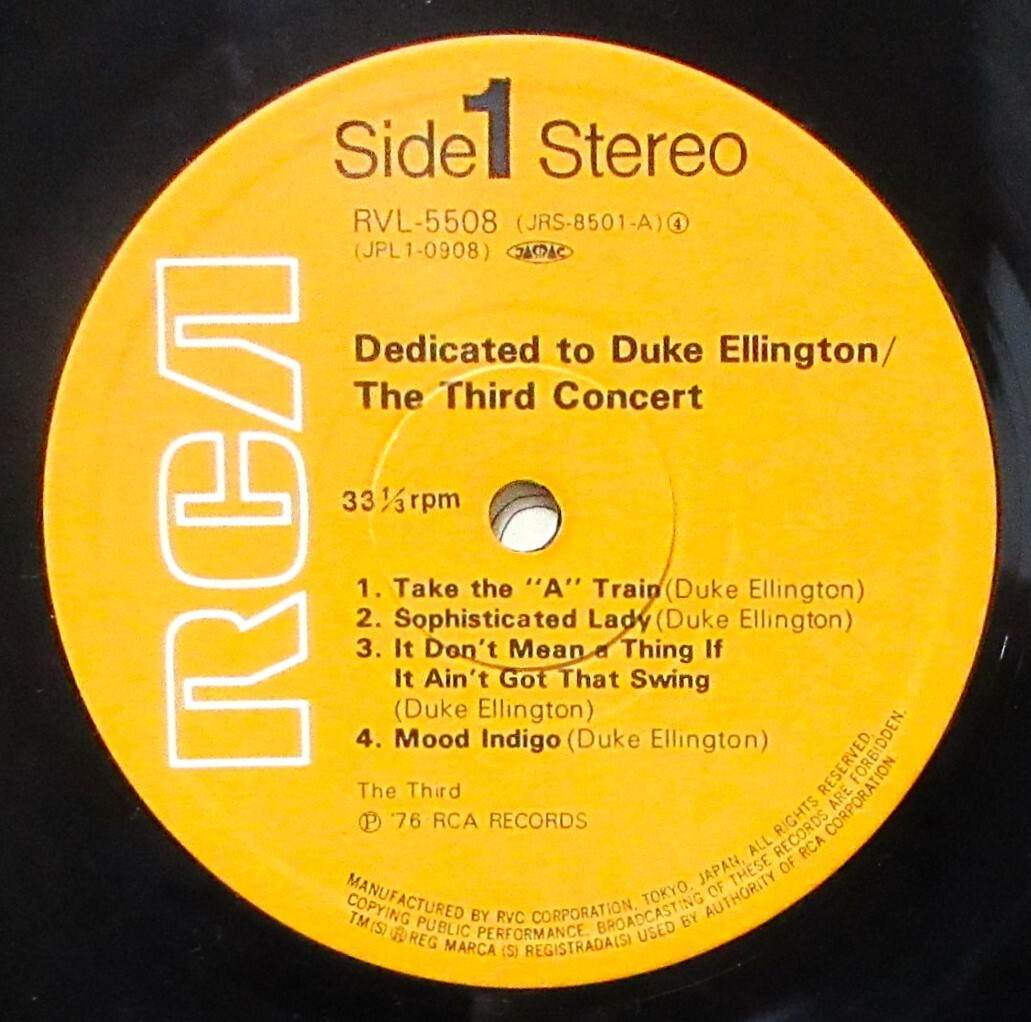 Side 1 Stereo
RVL-5508 (JRS-8501-A)④
(JPL1-0908) JASRAC
RCA
Dedicated to Duke Ellington/
The Third Concert
33⅓rpm
1. Take the "A" Train (Duke Ellington)
2. Sophisticated Lady (Duke Ellington)
3. It Don't Mean a Thing If
It Ain't Got That Swing
(Duke Ellington)
4. Mood Indigo (Duke Ellington)
The Third
Ⓟ '76 RCA RECORDS
MANUFACTURED BY RVC CORPORATION, TOKYO, JAPAN, ALL RIGHTS RESERVED,
COPYING PUBLIC PERFORMANCE, BROADCASTING OF THESE RECORDS ARE FORBIDDEN.
TM(S) ® REG MARCA (S) REGISTRADA(S) USED BY AUTHORITY OF RCA CORPORATION